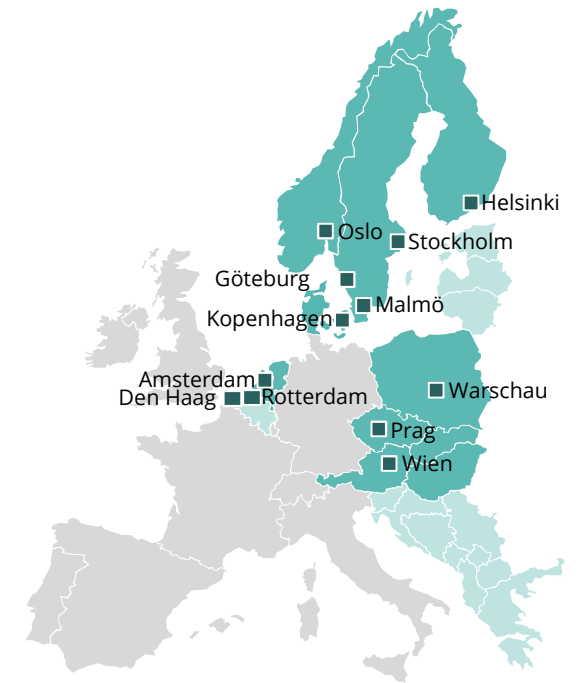 Helsinki
Oslo
Stockholm
Göteburg
Malmö
Kopenhagen
Amsterdam
Warschau
Den Haag
Rotterdam
Prag
Wien